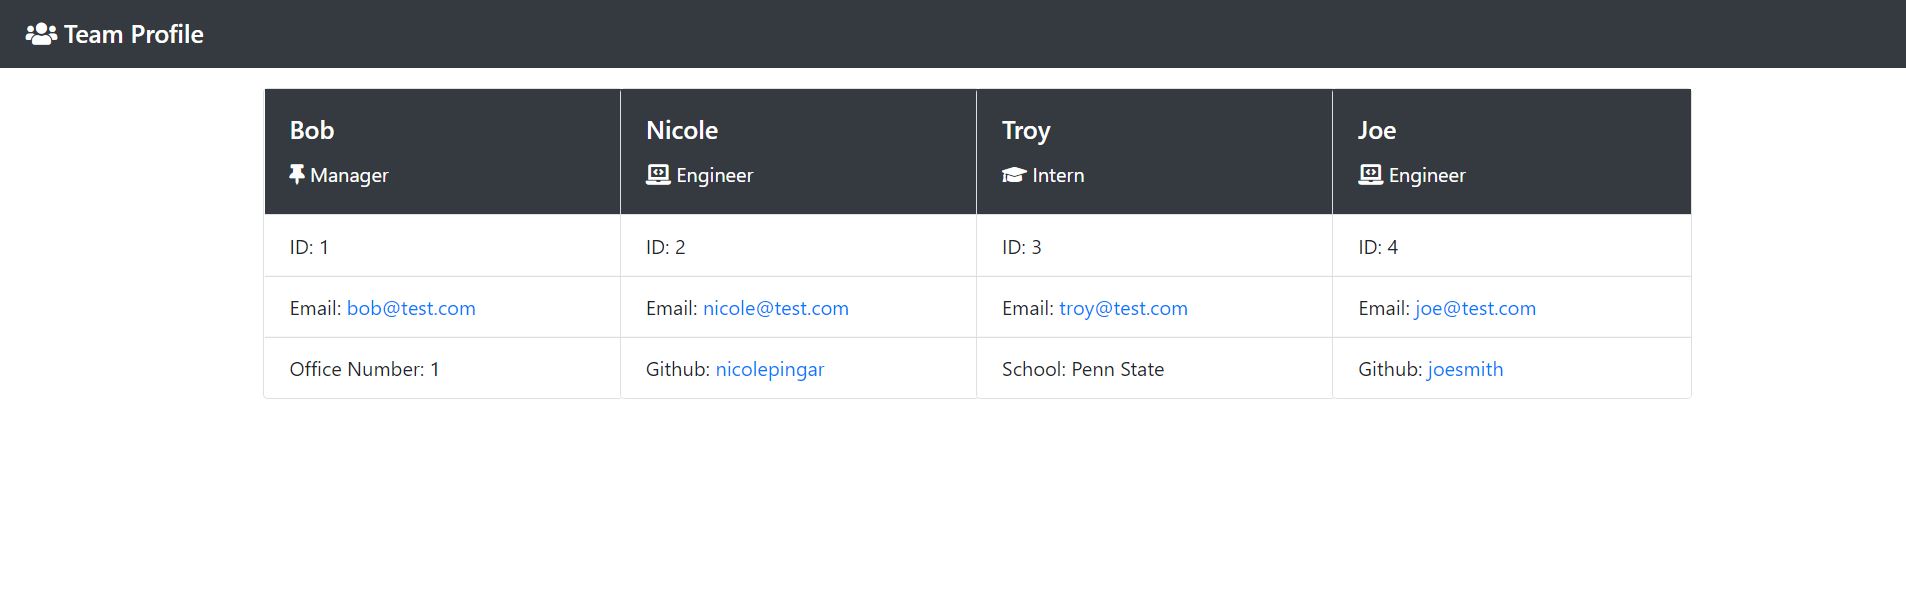 Team Profile
Bob
Manager
ID: 1
Email: bob@test.com
Office Number: 1
Nicole
Engineer
ID: 2
Email: nicole@test.com
Github: nicolepingar
Troy
Intern
ID: 3
Email: troy@test.com
School: Penn State
Joe
Engineer
ID: 4
Email: joe@test.com
Github: joesmith